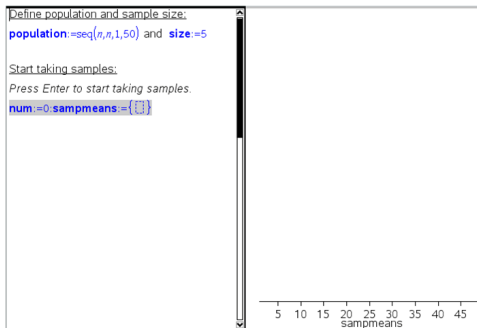 Define population and sample size:
population:=seq(n,n,1,50) and size:=5
Start taking samples:
Press Enter to start taking samples.
num:=0:sampmeans:={ }
5 10 15 20 25 30 35 40 45
sampmeans